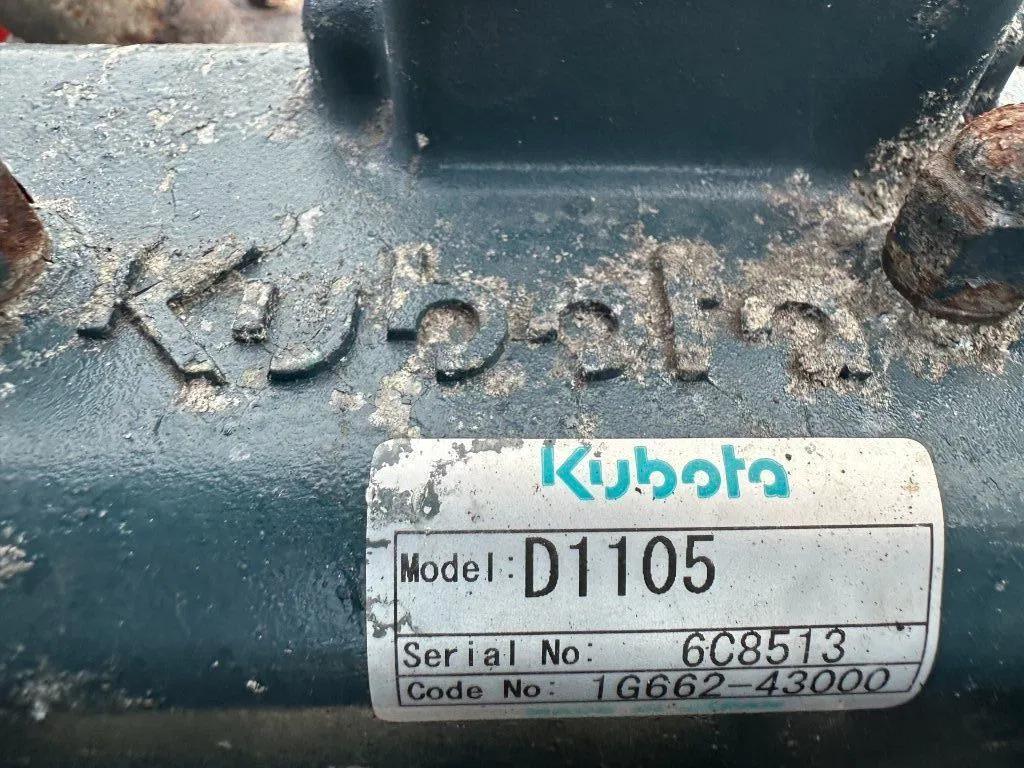 Kubota
Kubota
Model: D1105
Serial No: 6C8513
Code No: 1G662-43000